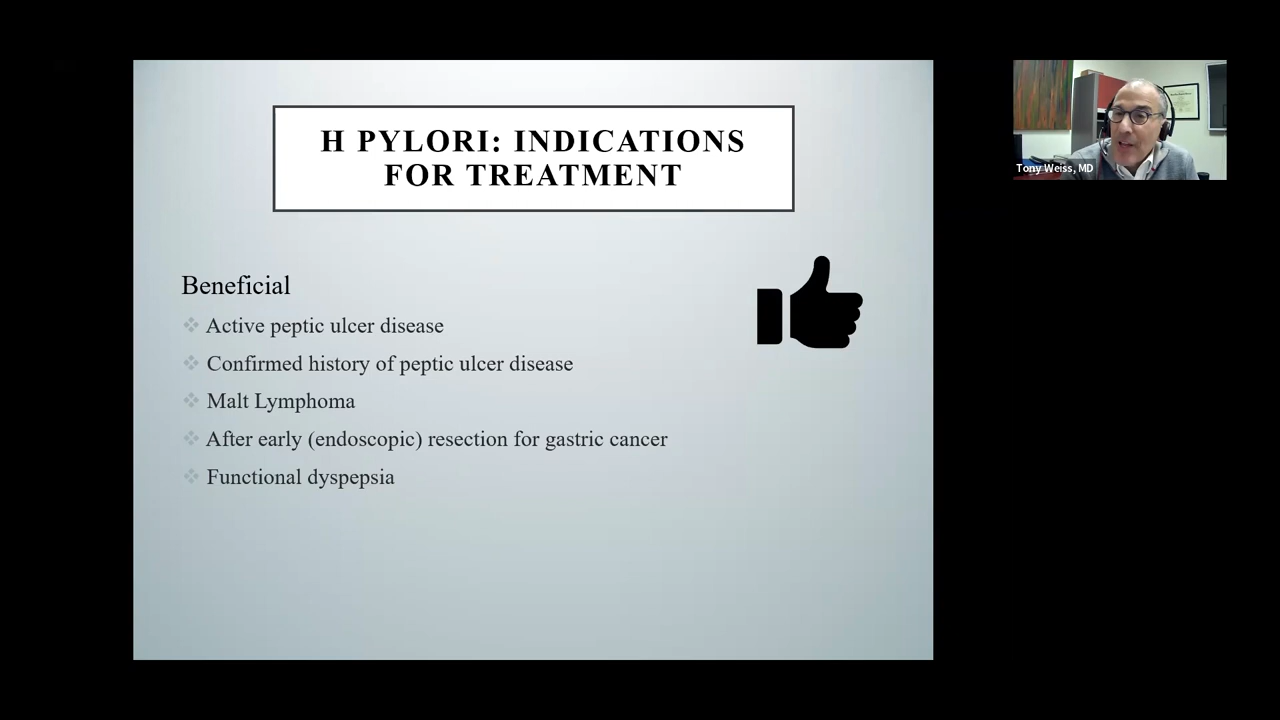 H PYLORI: INDICATIONS
FOR TREATMENT
Beneficial
Active peptic ulcer disease
Confirmed history of peptic ulcer disease
Malt Lymphoma
After early (endoscopic) resection for gastric cancer
Functional dyspepsia
Tony Weiss, MD